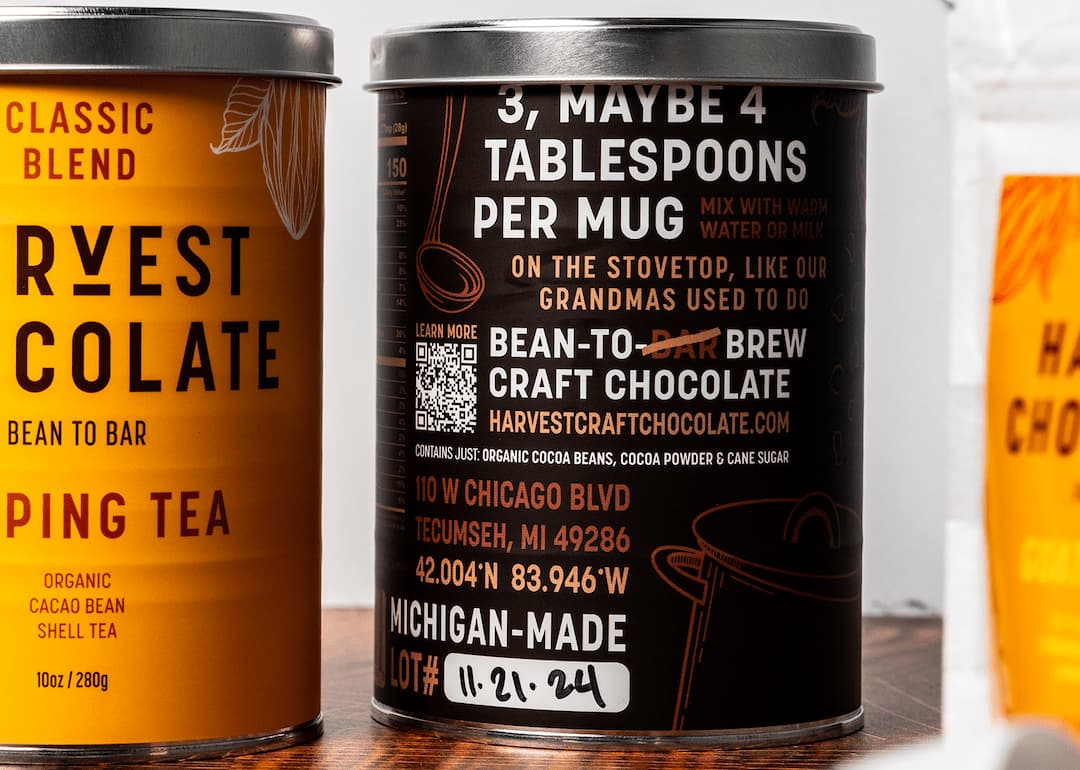 CLASSIC
BLEND
RVEST
COLATE
BEAN TO BAR
PING TEA
ORGANIC
CACAO BEAN
SHELL TEA
10oz / 280g
150
3, MAYBE 4
TABLESPOONS
PER MUG
MIX WITH WARM
WATER OR MILK
ON THE STOVETOP, LIKE OUR
GRANDMAS USED TO DO
LEARN MORE
BEAN-TO-BAR BREW
CRAFT CHOCOLATE
HARVESTCRAFTCHOCOLATE.COM
CONTAINS JUST: ORGANIC COCOA BEANS, COCOA POWDER & CANE SUGAR
110 W CHICAGO BLVD
TECUMSEH, MI 49286
42.004°N 83.946°W
MICHIGAN-MADE
LOT# 11.21.24
HA
CHO